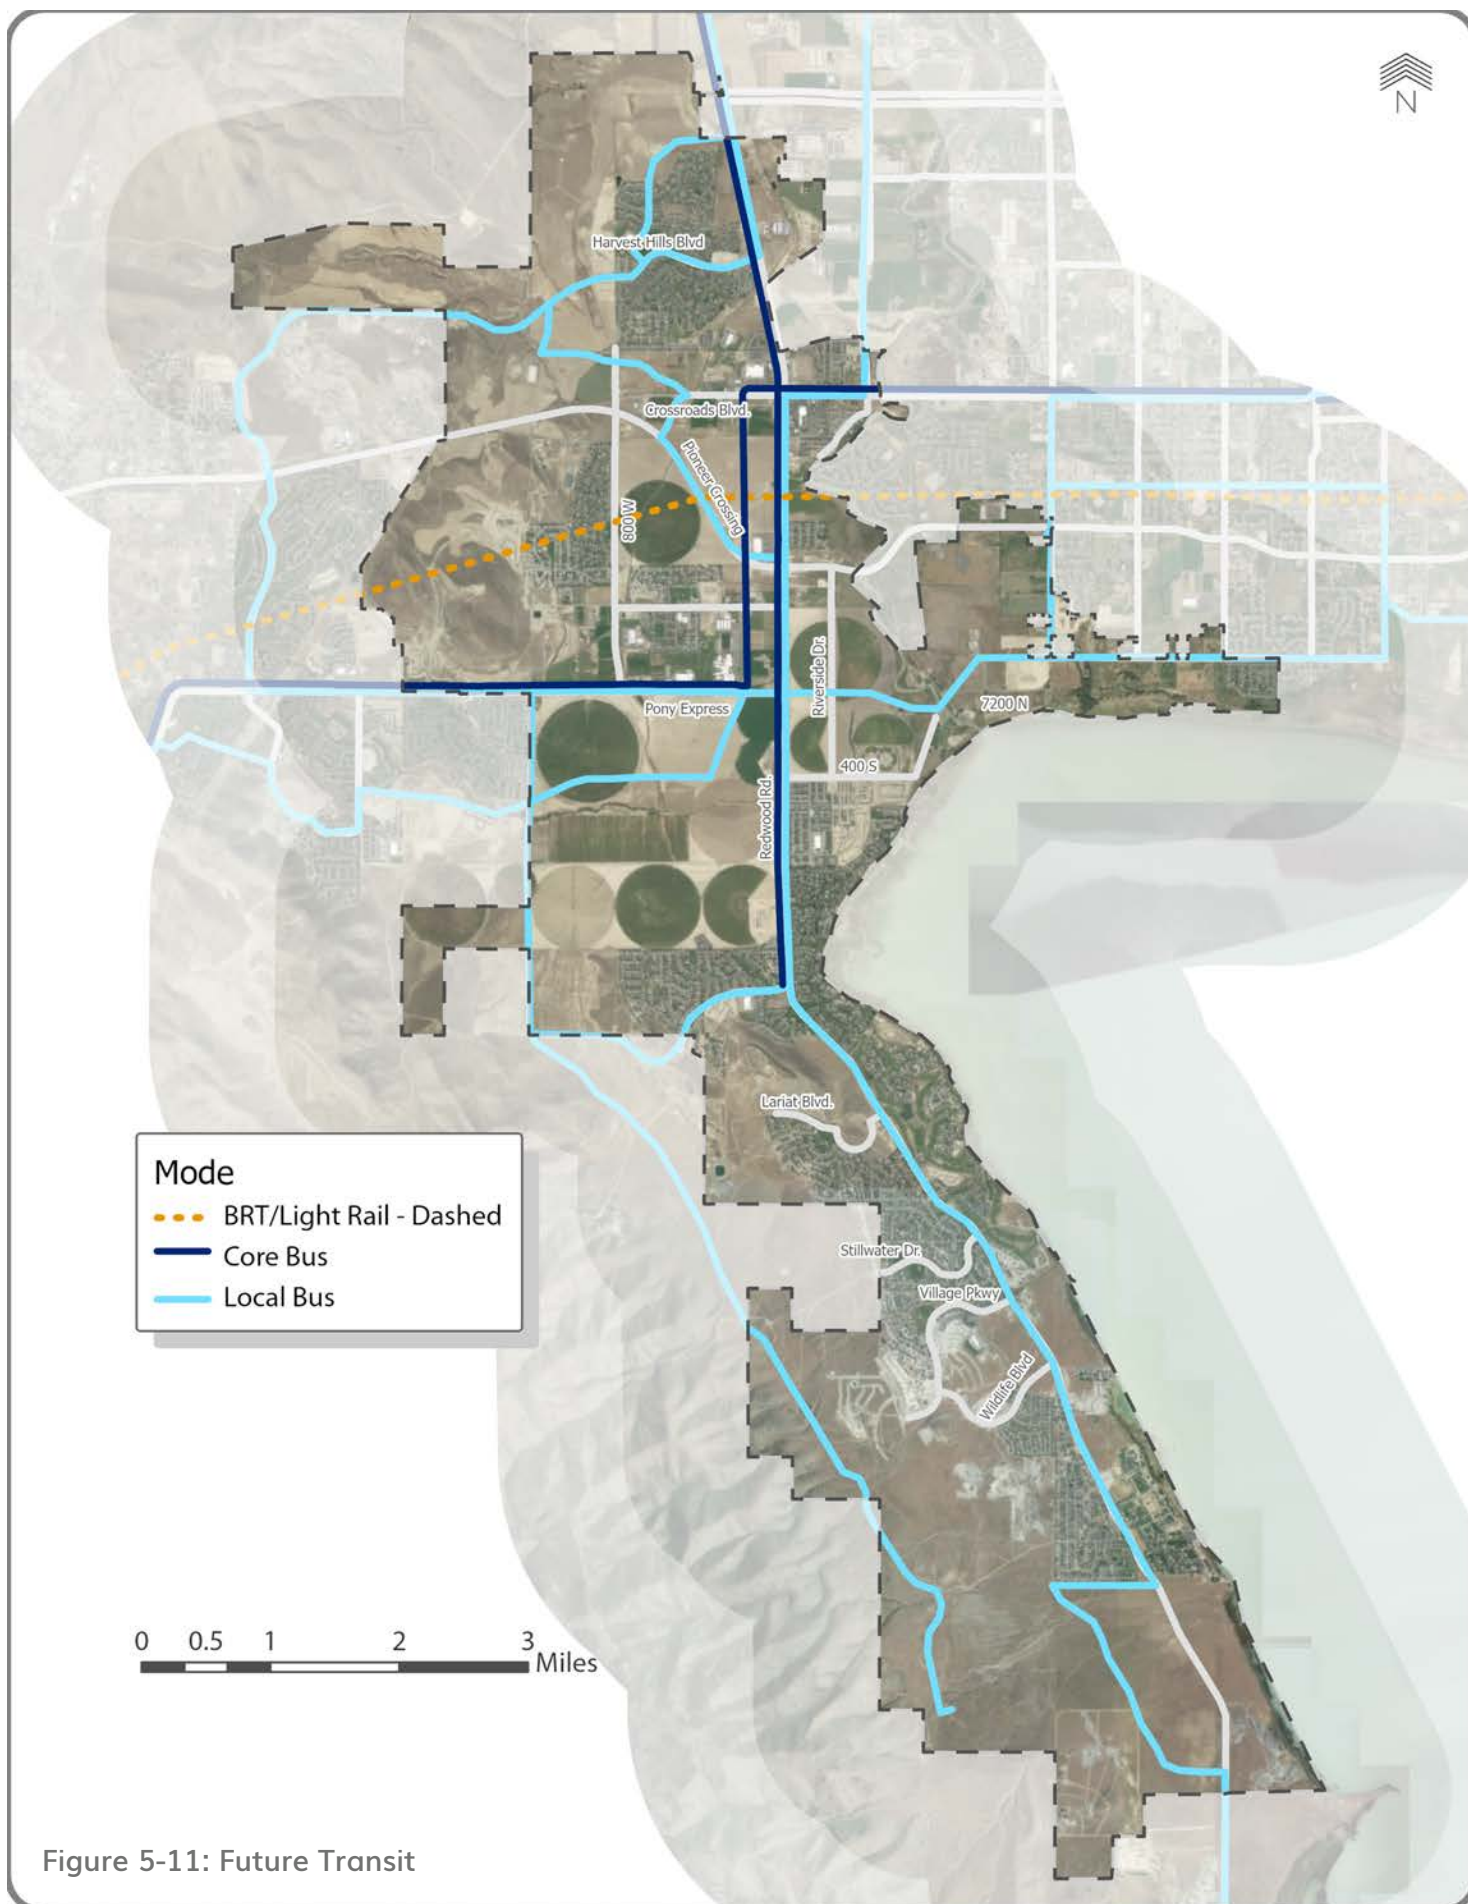 N
Harvest Hills Blvd
Crossroads Blvd.
Pioneer Crossing
800 W
Riverside Dr.
7200 N
Pony Express
400 S
Redwood Rd.
Lariat Blvd.
Mode
BRT/Light Rail - Dashed
Core Bus
Local Bus
Stillwater Dr.
Village Pkwy
Wildlife Blvd
0 0.5 1 2 3
Miles
Figure 5-11: Future Transit